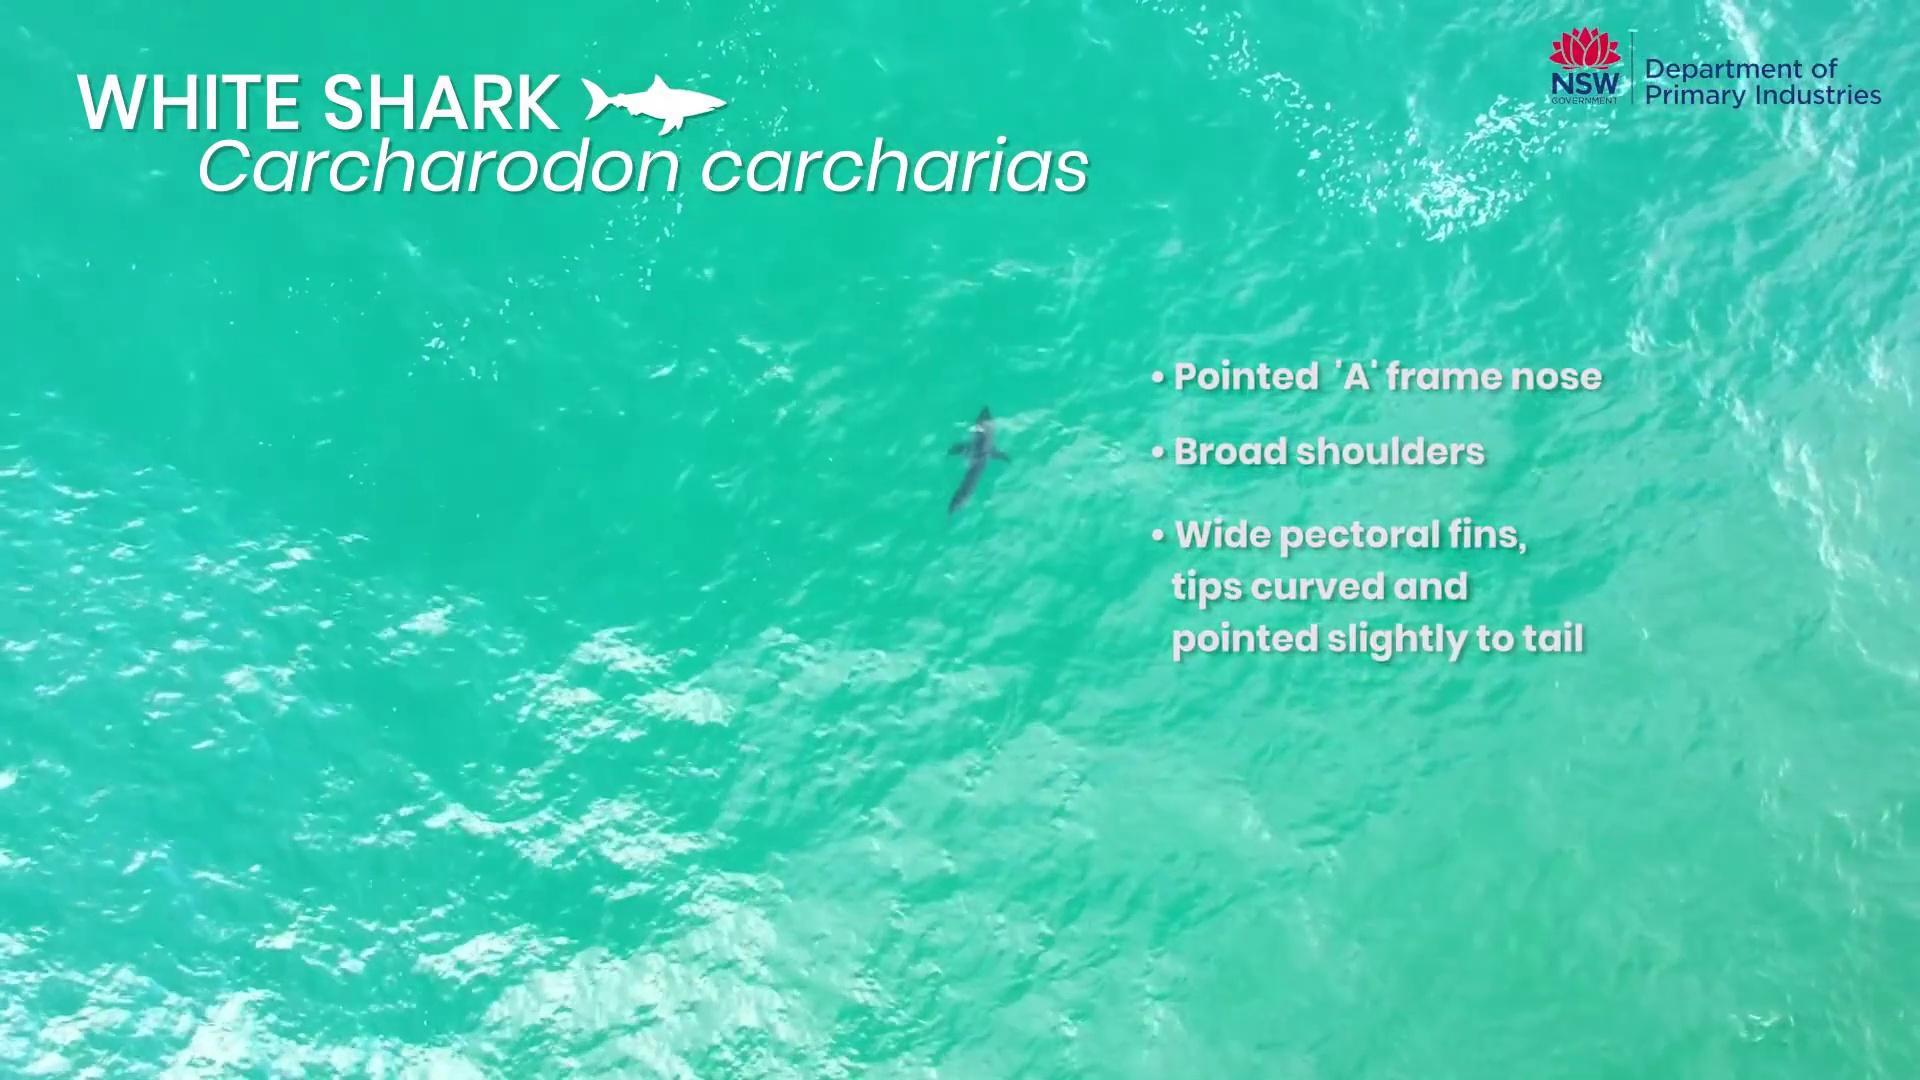 WHITE SHARK
Carcharodon carcharias
NSW
GOVERNMENT
Department of
Primary Industries
• Pointed 'A' frame nose
• Broad shoulders
• Wide pectoral fins,
tips curved and
pointed slightly to tail